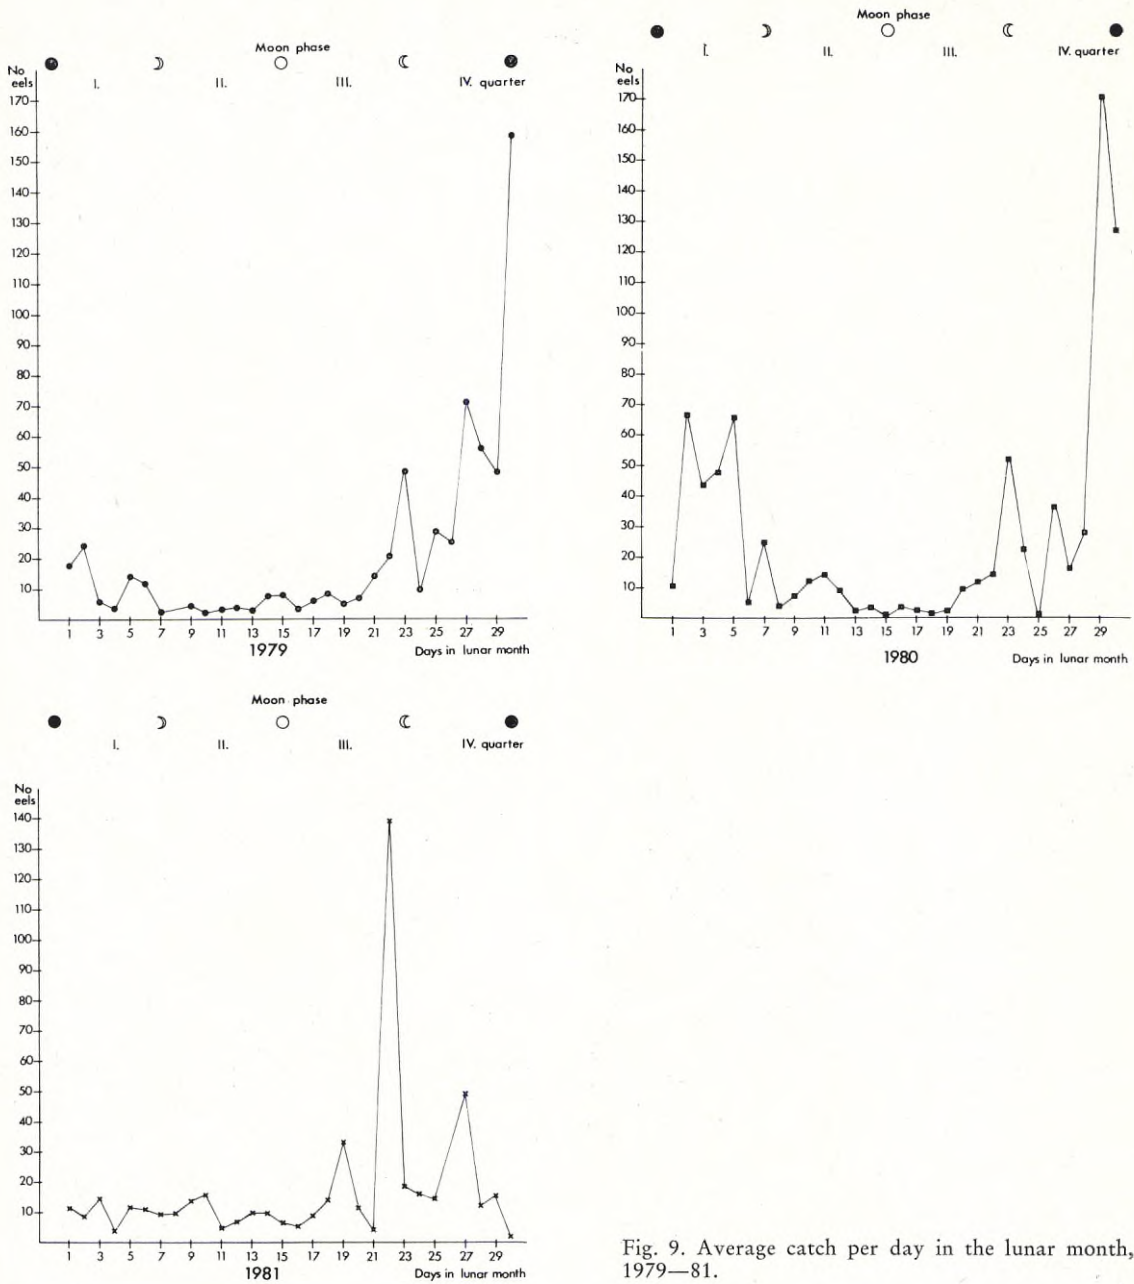 Moon phase
I. II. III. IV. quarter
No
eels
170
160
150
140
130
120
110
100
90
80
70
60
50
40
30
20
10
1 3 5 7 9 11 13 15 17 19 21 23 25 27 29
1979 Days in lunar month
Moon phase
I. II. III. IV. quarter
No
eels
170
160
150
140
130
120
110
100
90
80
70
60
50
40
30
20
10
1 3 5 7 9 11 13 15 17 19 21 23 25 27 29
1980 Days in lunar month
Moon phase
I. II. III. IV. quarter
No
eels
140
130
120
110
100
90
80
70
60
50
40
30
20
10
1 3 5 7 9 11 13 15 17 19 21 23 25 27 29
1981 Days in lunar month
Fig. 9. Average catch per day in the lunar month,
1979—81.